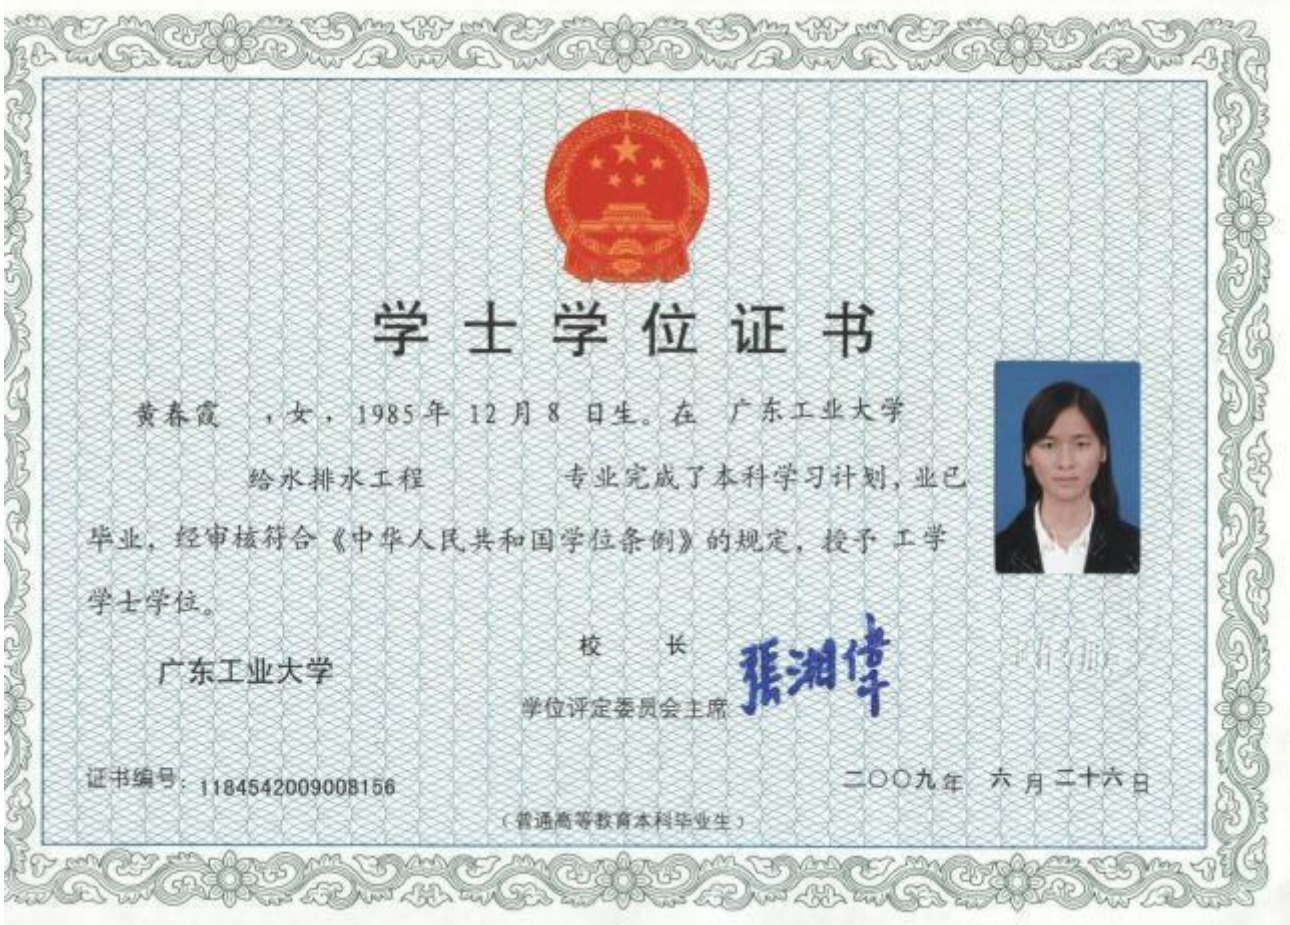 学士学位证书
黄春霞 ,女,1985年 12月 8 日生。在 广东工业大学
给水排水工程 专业完成了本科学习计划,业已
毕业,经审核符合《中华人民共和国学位条例》的规定,授予 工学
学士学位。
广东工业大学
校 长
学位评定委员会主席
張湘偉
证书编号:1184542009008156
二〇〇九年 六 月 二十六日
(普通高等教育本科毕业生)